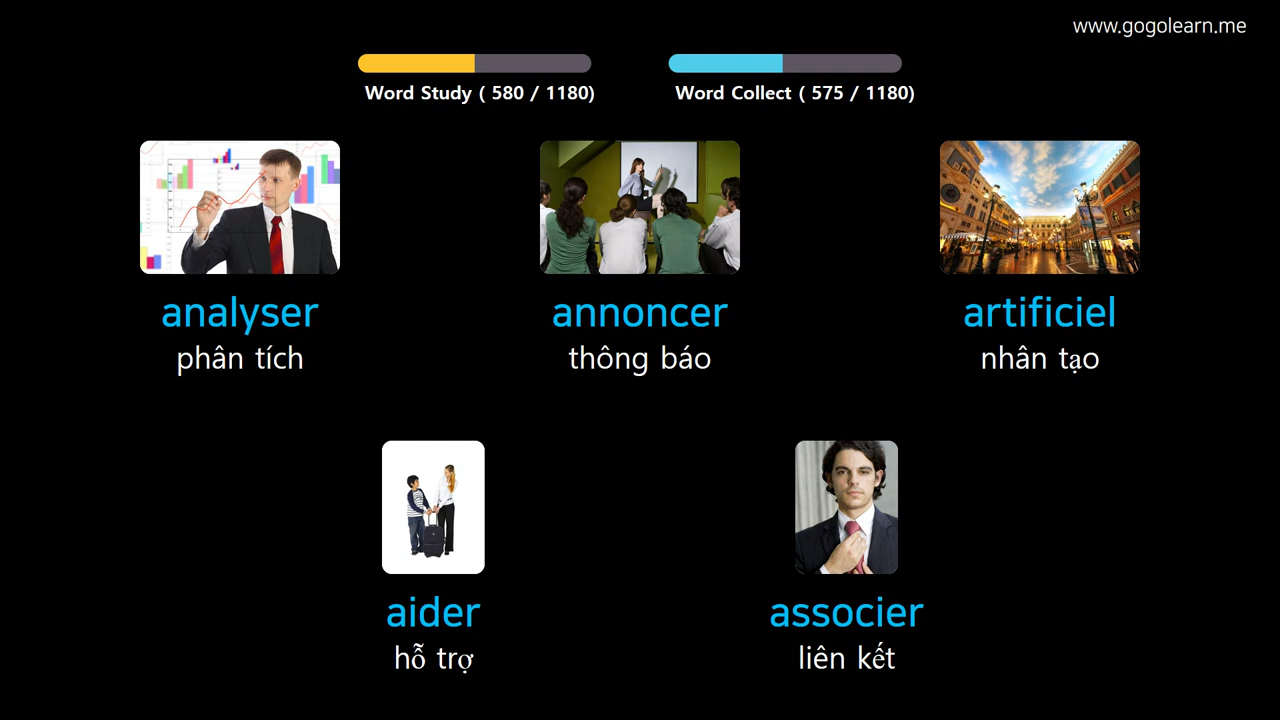 www.gogolearn.me
Word Study ( 580 / 1180)
Word Collect ( 575 / 1180)
analyser
phân tích
annoncer
thông báo
artificiel
nhân tạo
aider
hỗ trợ
associer
liên kết